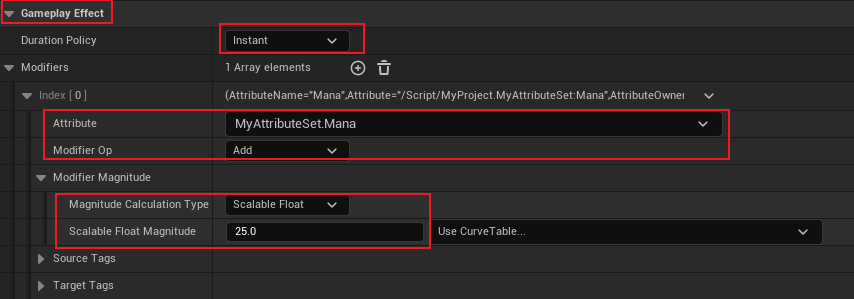 Gameplay Effect
Duration Policy Instant
Modifiers 1 Array elements
Index [ 0 ] (AttributeName="Mana",Attribute="/Script/MyProject.MyAttributeSet:Mana",AttributeOwner
Attribute MyAttributeSet.Mana
Modifier Op Add
Modifier Magnitude
Magnitude Calculation Type Scalable Float
Scalable Float Magnitude 25.0 Use CurveTable...
Source Tags
Target Tags